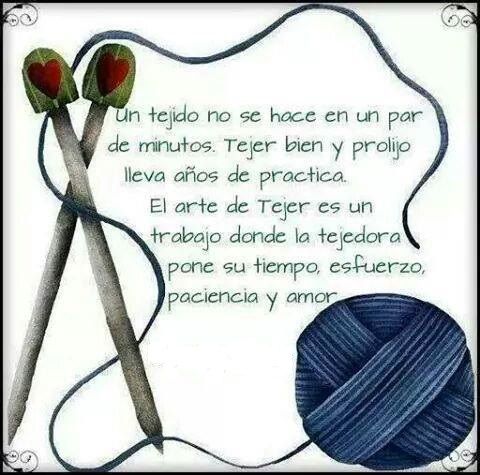 Un tejido no se hace en un par
de minutos. Tejer bien y prolijo
lleva años de practica.
El arte de Tejer es un
trabajo donde la tejedora
pone su tiempo, esfuerzo,
paciencia y amor